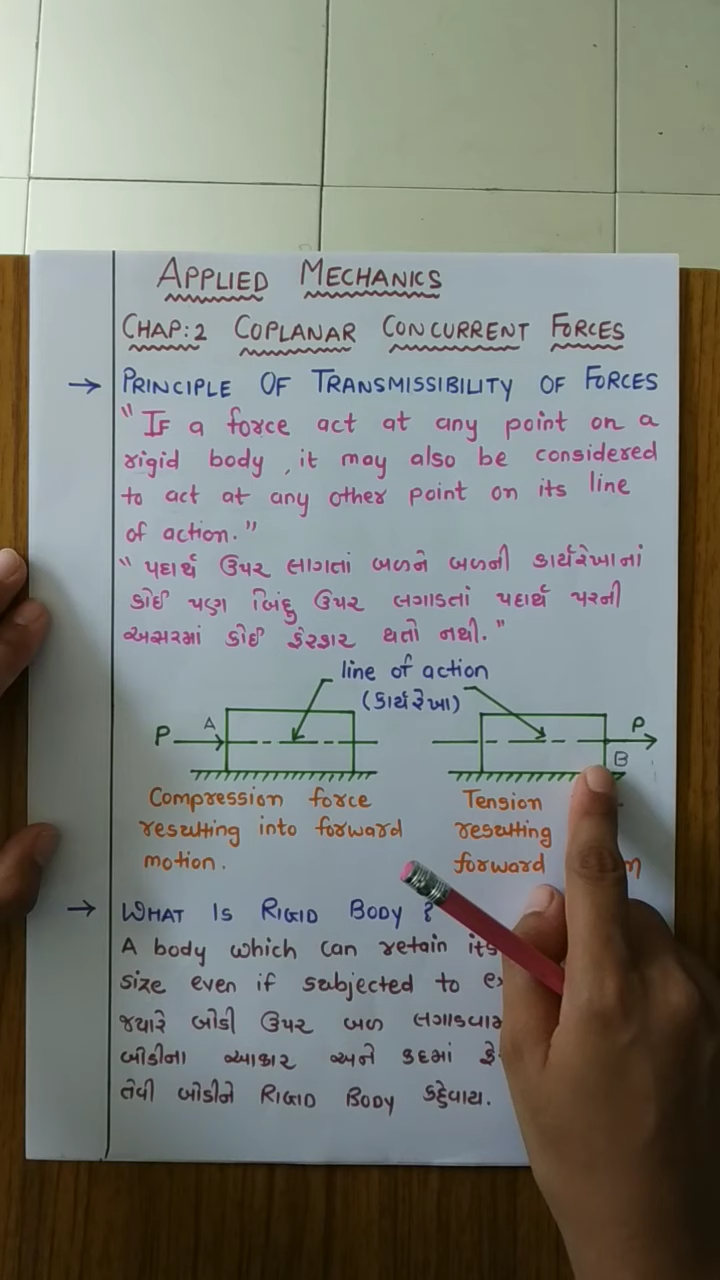 APPLIED MECHANICS
CHAP:2 COPLANAR CONCURRENT FORCES
→ PRINCIPLE OF TRANSMISSIBILITY OF FORCES
"IF a force act at any point on a
rigid body, it may also be considered
to act at any other point on its line
of action."
"પદાર્થ ઉપર લાગતાં બળને બળની કાર્યરેખાનાં
કોઈ પણ બિંદુ ઉપર લગાડતાં પદાર્થ પરની
અસરમાં કોઈ ફેરફાર થતો નથી."
line of action
(કાર્યરેખા)
P A
P
B
Compression force
resulting into forward
motion.
Tension
resulting
forward
→ WHAT IS RIGID BODY?
A body which can retain its
size even if subjected to
જયારે બોડી ઉપર બળ
બોડીના આકાર અને કદમાં
તેવી બોડીને RIGID BODY કહેવાય.